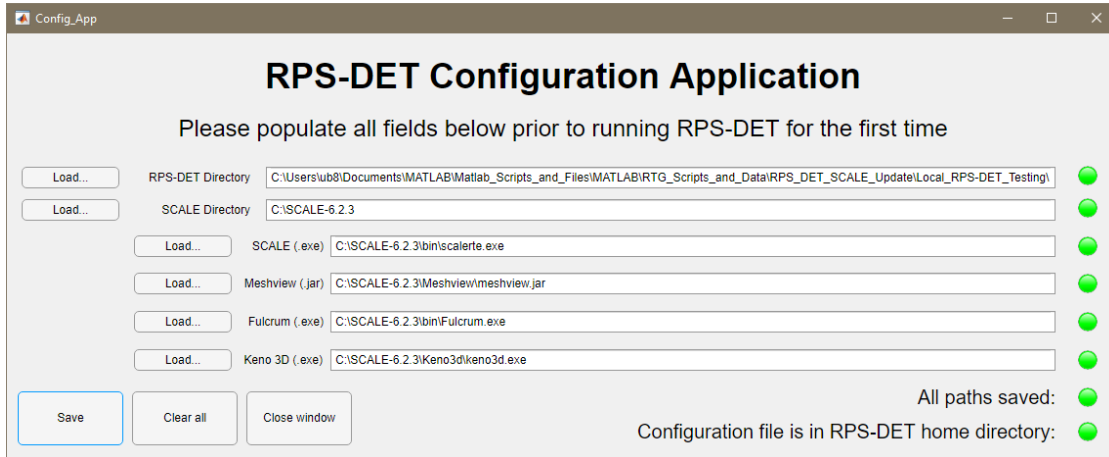 Config_App
RPS-DET Configuration Application
Please populate all fields below prior to running RPS-DET for the first time
Load... RPS-DET Directory C:\Users\ub8\Documents\MATLAB\Matlab_Scripts_and_Files\MATLAB\RTG_Scripts_and_Data\RPS_DET_SCALE_Update\Local_RPS-DET_Testing\
Load... SCALE Directory C:\SCALE-6.2.3
Load... SCALE (.exe) C:\SCALE-6.2.3\bin\scalerte.exe
Load... Meshview (.jar) C:\SCALE-6.2.3\Meshview\meshview.jar
Load... Fulcrum (.exe) C:\SCALE-6.2.3\bin\Fulcrum.exe
Load... Keno 3D (.exe) C:\SCALE-6.2.3\Keno3d\keno3d.exe
Save Clear all Close window
All paths saved:
Configuration file is in RPS-DET home directory: